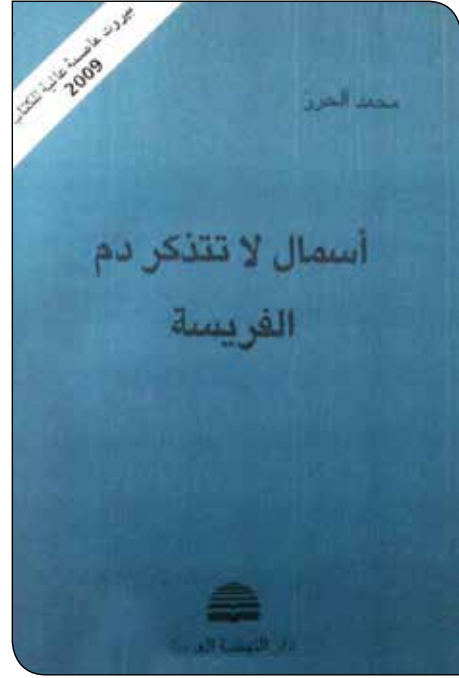 بيروت عاصمة عالمية للكتاب
2009
محمد الحرز
أسمال لا تتذكر دم
الفريسة
دار النهضة العربية